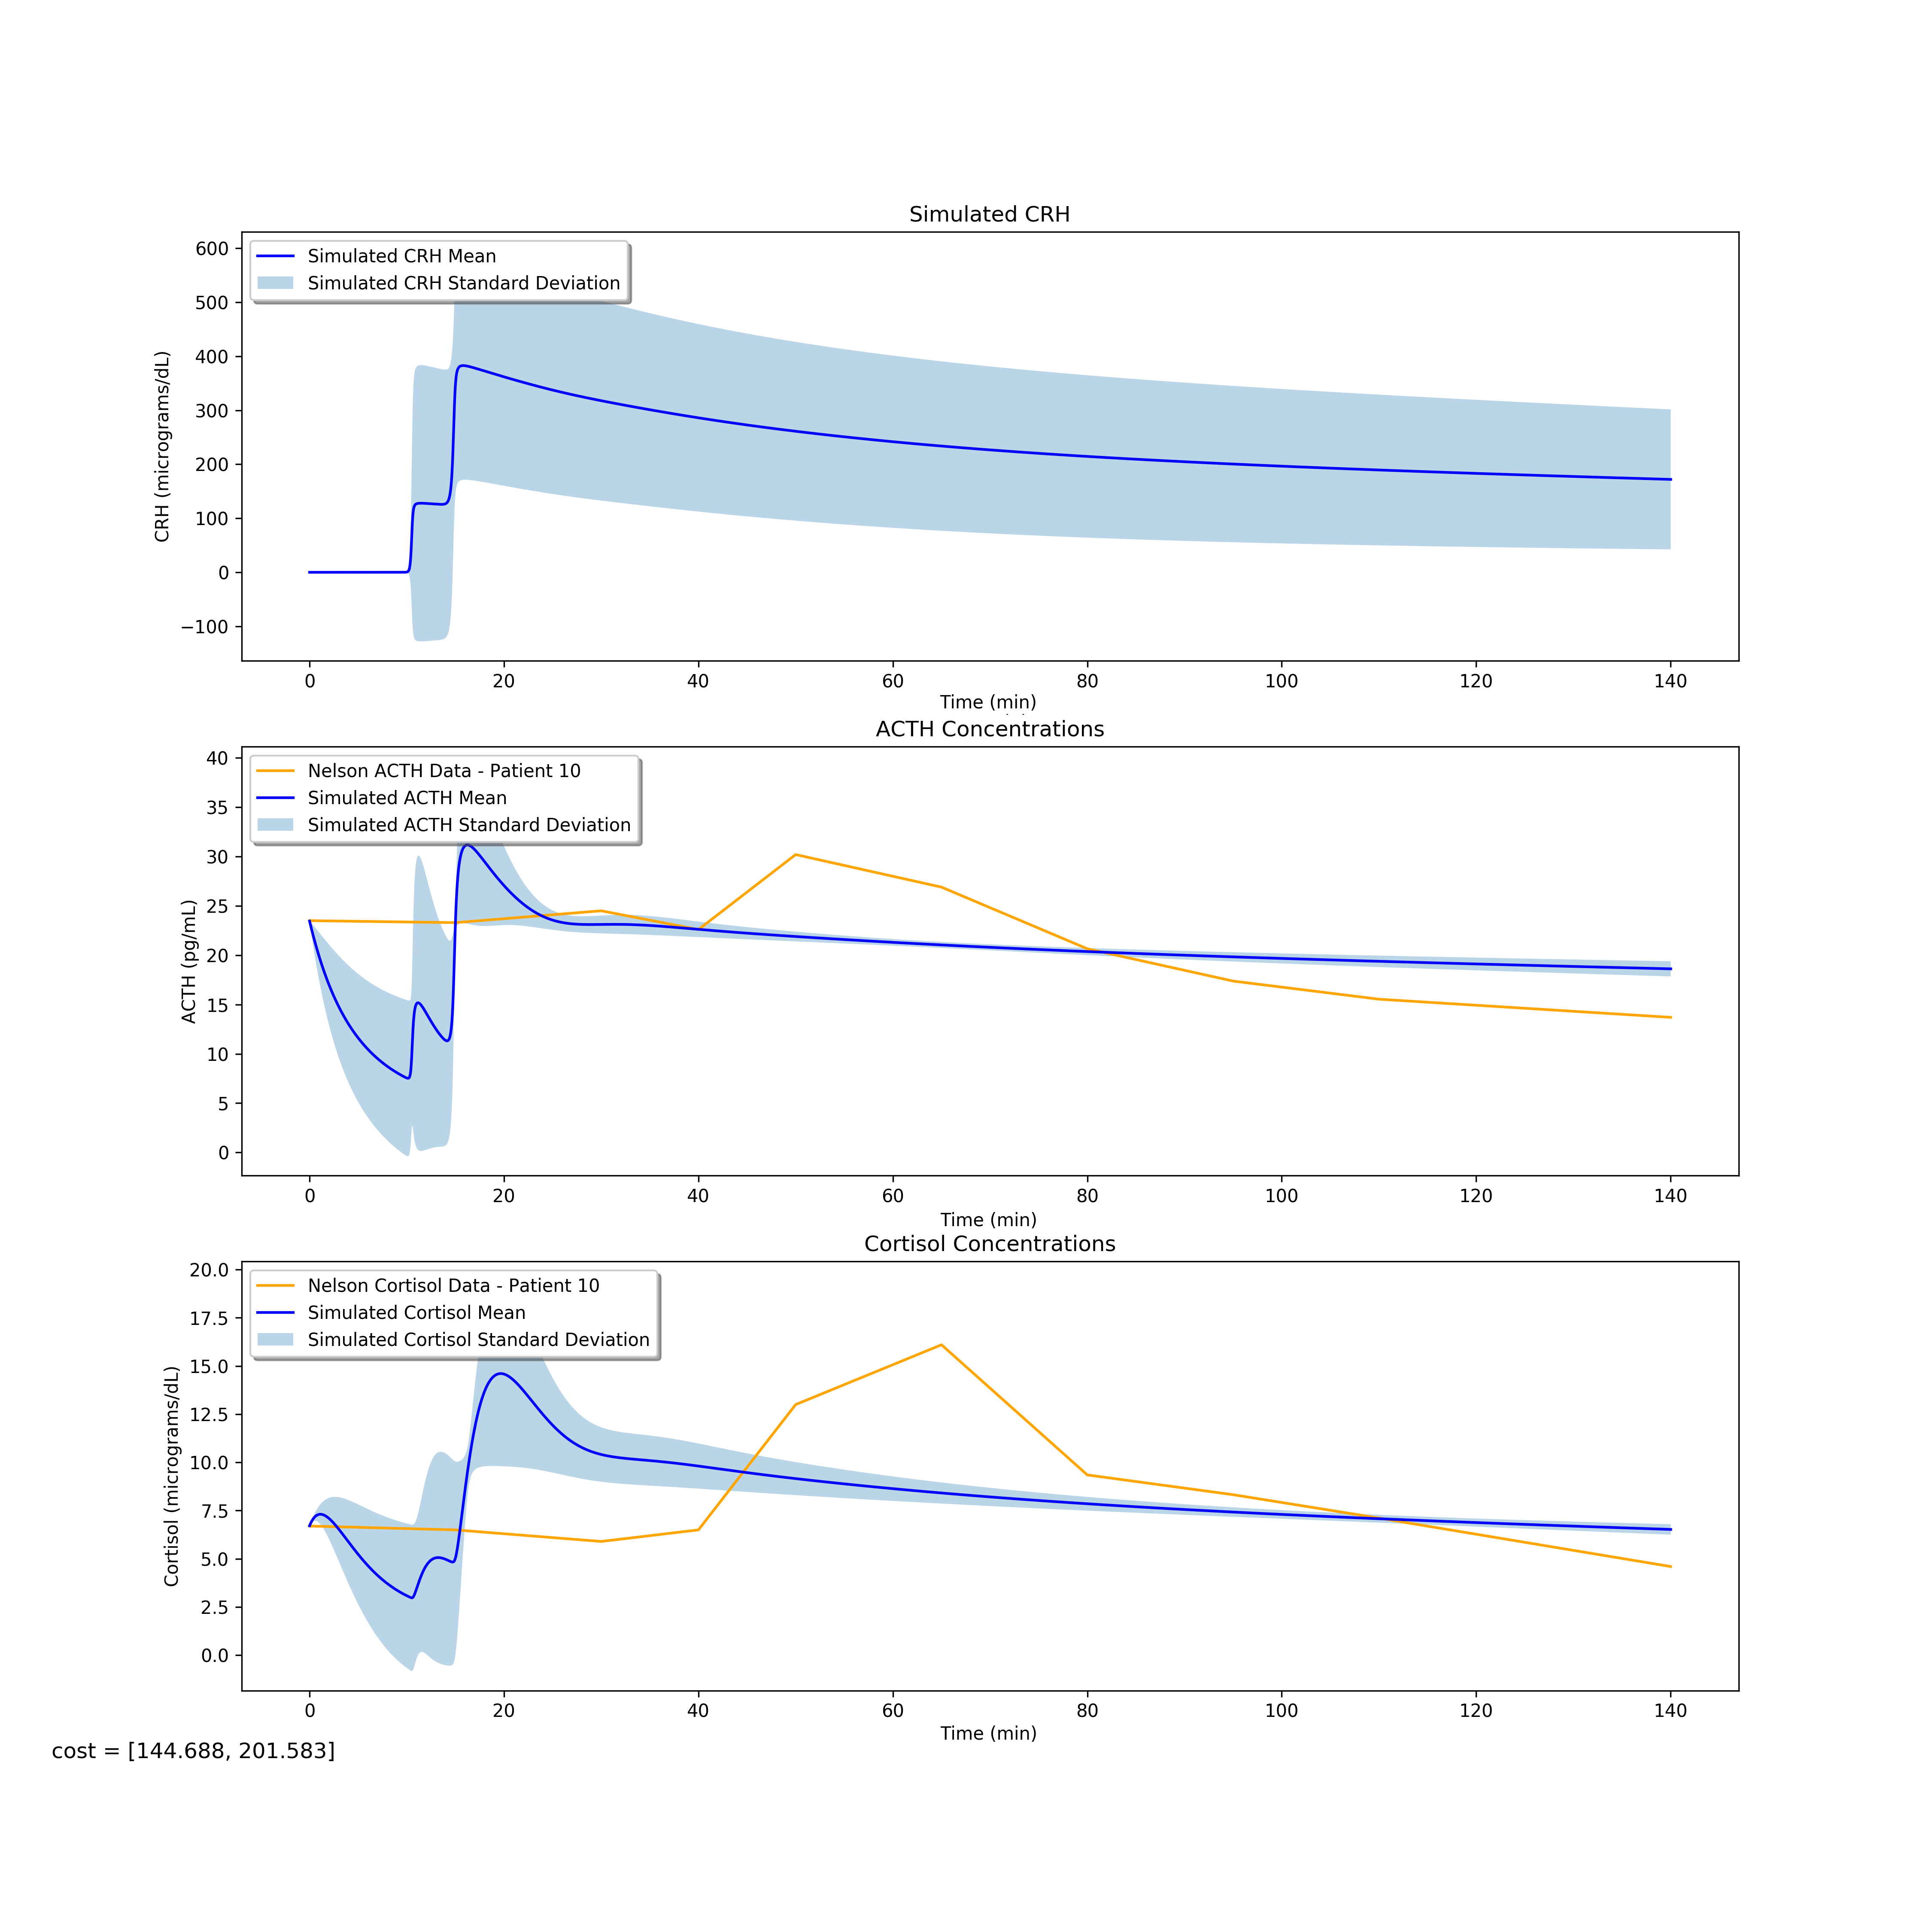 Simulated CRH
Simulated CRH Mean
Simulated CRH Standard Deviation
CRH (micrograms/dL)
600
500
400
300
200
100
0
−100
0 20 40 60 80 100 120 140
Time (min)
ACTH Concentrations
Nelson ACTH Data - Patient 10
Simulated ACTH Mean
Simulated ACTH Standard Deviation
ACTH (pg/mL)
40
35
30
25
20
15
10
5
0
0 20 40 60 80 100 120 140
Time (min)
Cortisol Concentrations
Nelson Cortisol Data - Patient 10
Simulated Cortisol Mean
Simulated Cortisol Standard Deviation
Cortisol (micrograms/dL)
20.0
17.5
15.0
12.5
10.0
7.5
5.0
2.5
0.0
0 20 40 60 80 100 120 140
Time (min)
cost = [144.688, 201.583]